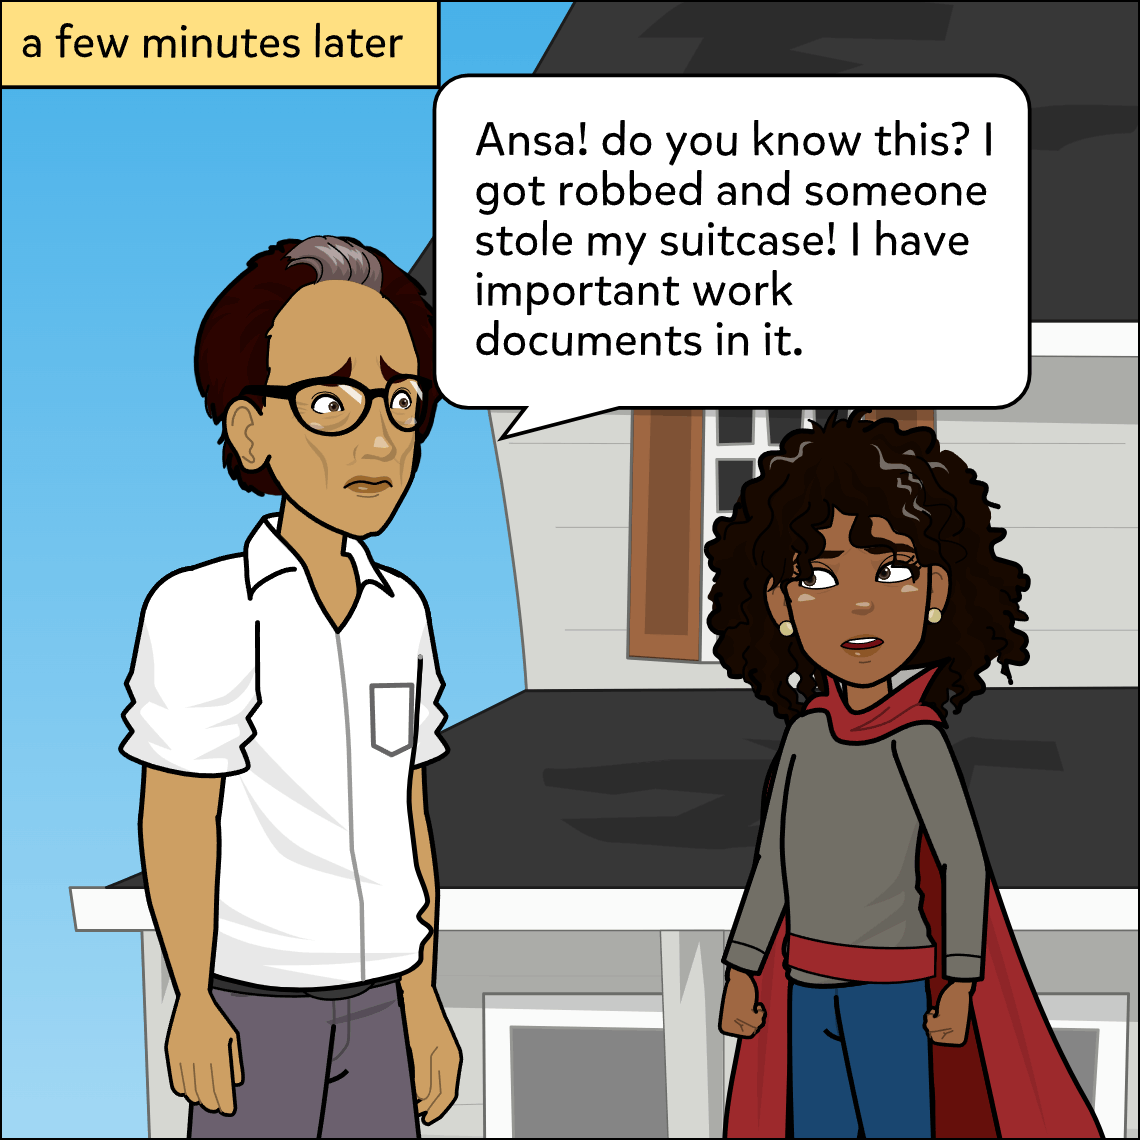 a few minutes later
Ansa! do you know this? I
got robbed and someone
stole my suitcase! I have
important work
documents in it.